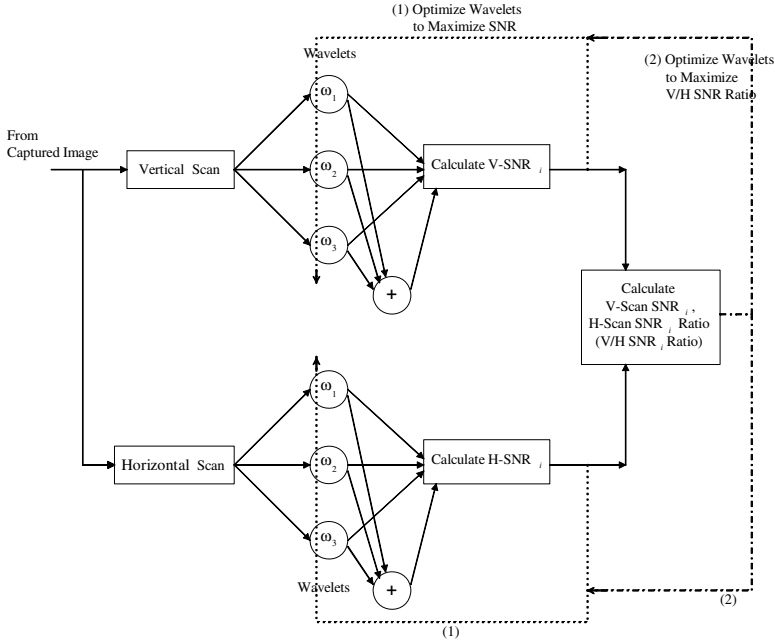 (1) Optimize Wavelets
to Maximize SNR
(2) Optimize Wavelets
to Maximize
V/H SNR Ratio
Wavelets
ω1
From
Captured Image
Vertical Scan
ω2
Calculate V-SNR i
ω3
+
Calculate
V-Scan SNR i ,
H-Scan SNR i Ratio
(V/H SNR i Ratio)
ω1
Horizontal Scan
ω2
Calculate H-SNR i
ω3
Wavelets
+
(2)
(1)